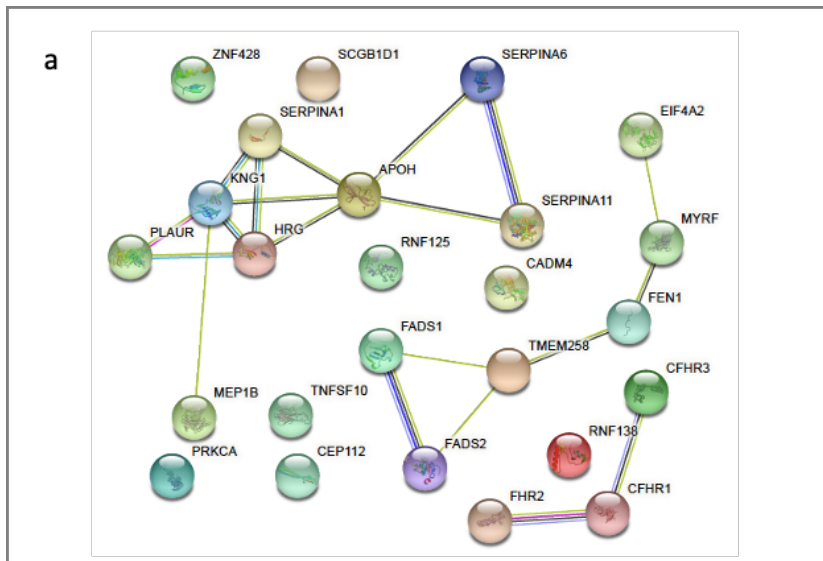 a
ZNF428
SCGB1D1
SERPINA6
SERPINA1
EIF4A2
KNG1
APOH
SERPINA11
MYRF
PLAUR
HRG
RNF125
CADM4
FEN1
FADS1
TMEM258
CFHR3
MEP1B
TNFSF10
RNF138
PRKCA
CEP112
FADS2
FHR2
CFHR1